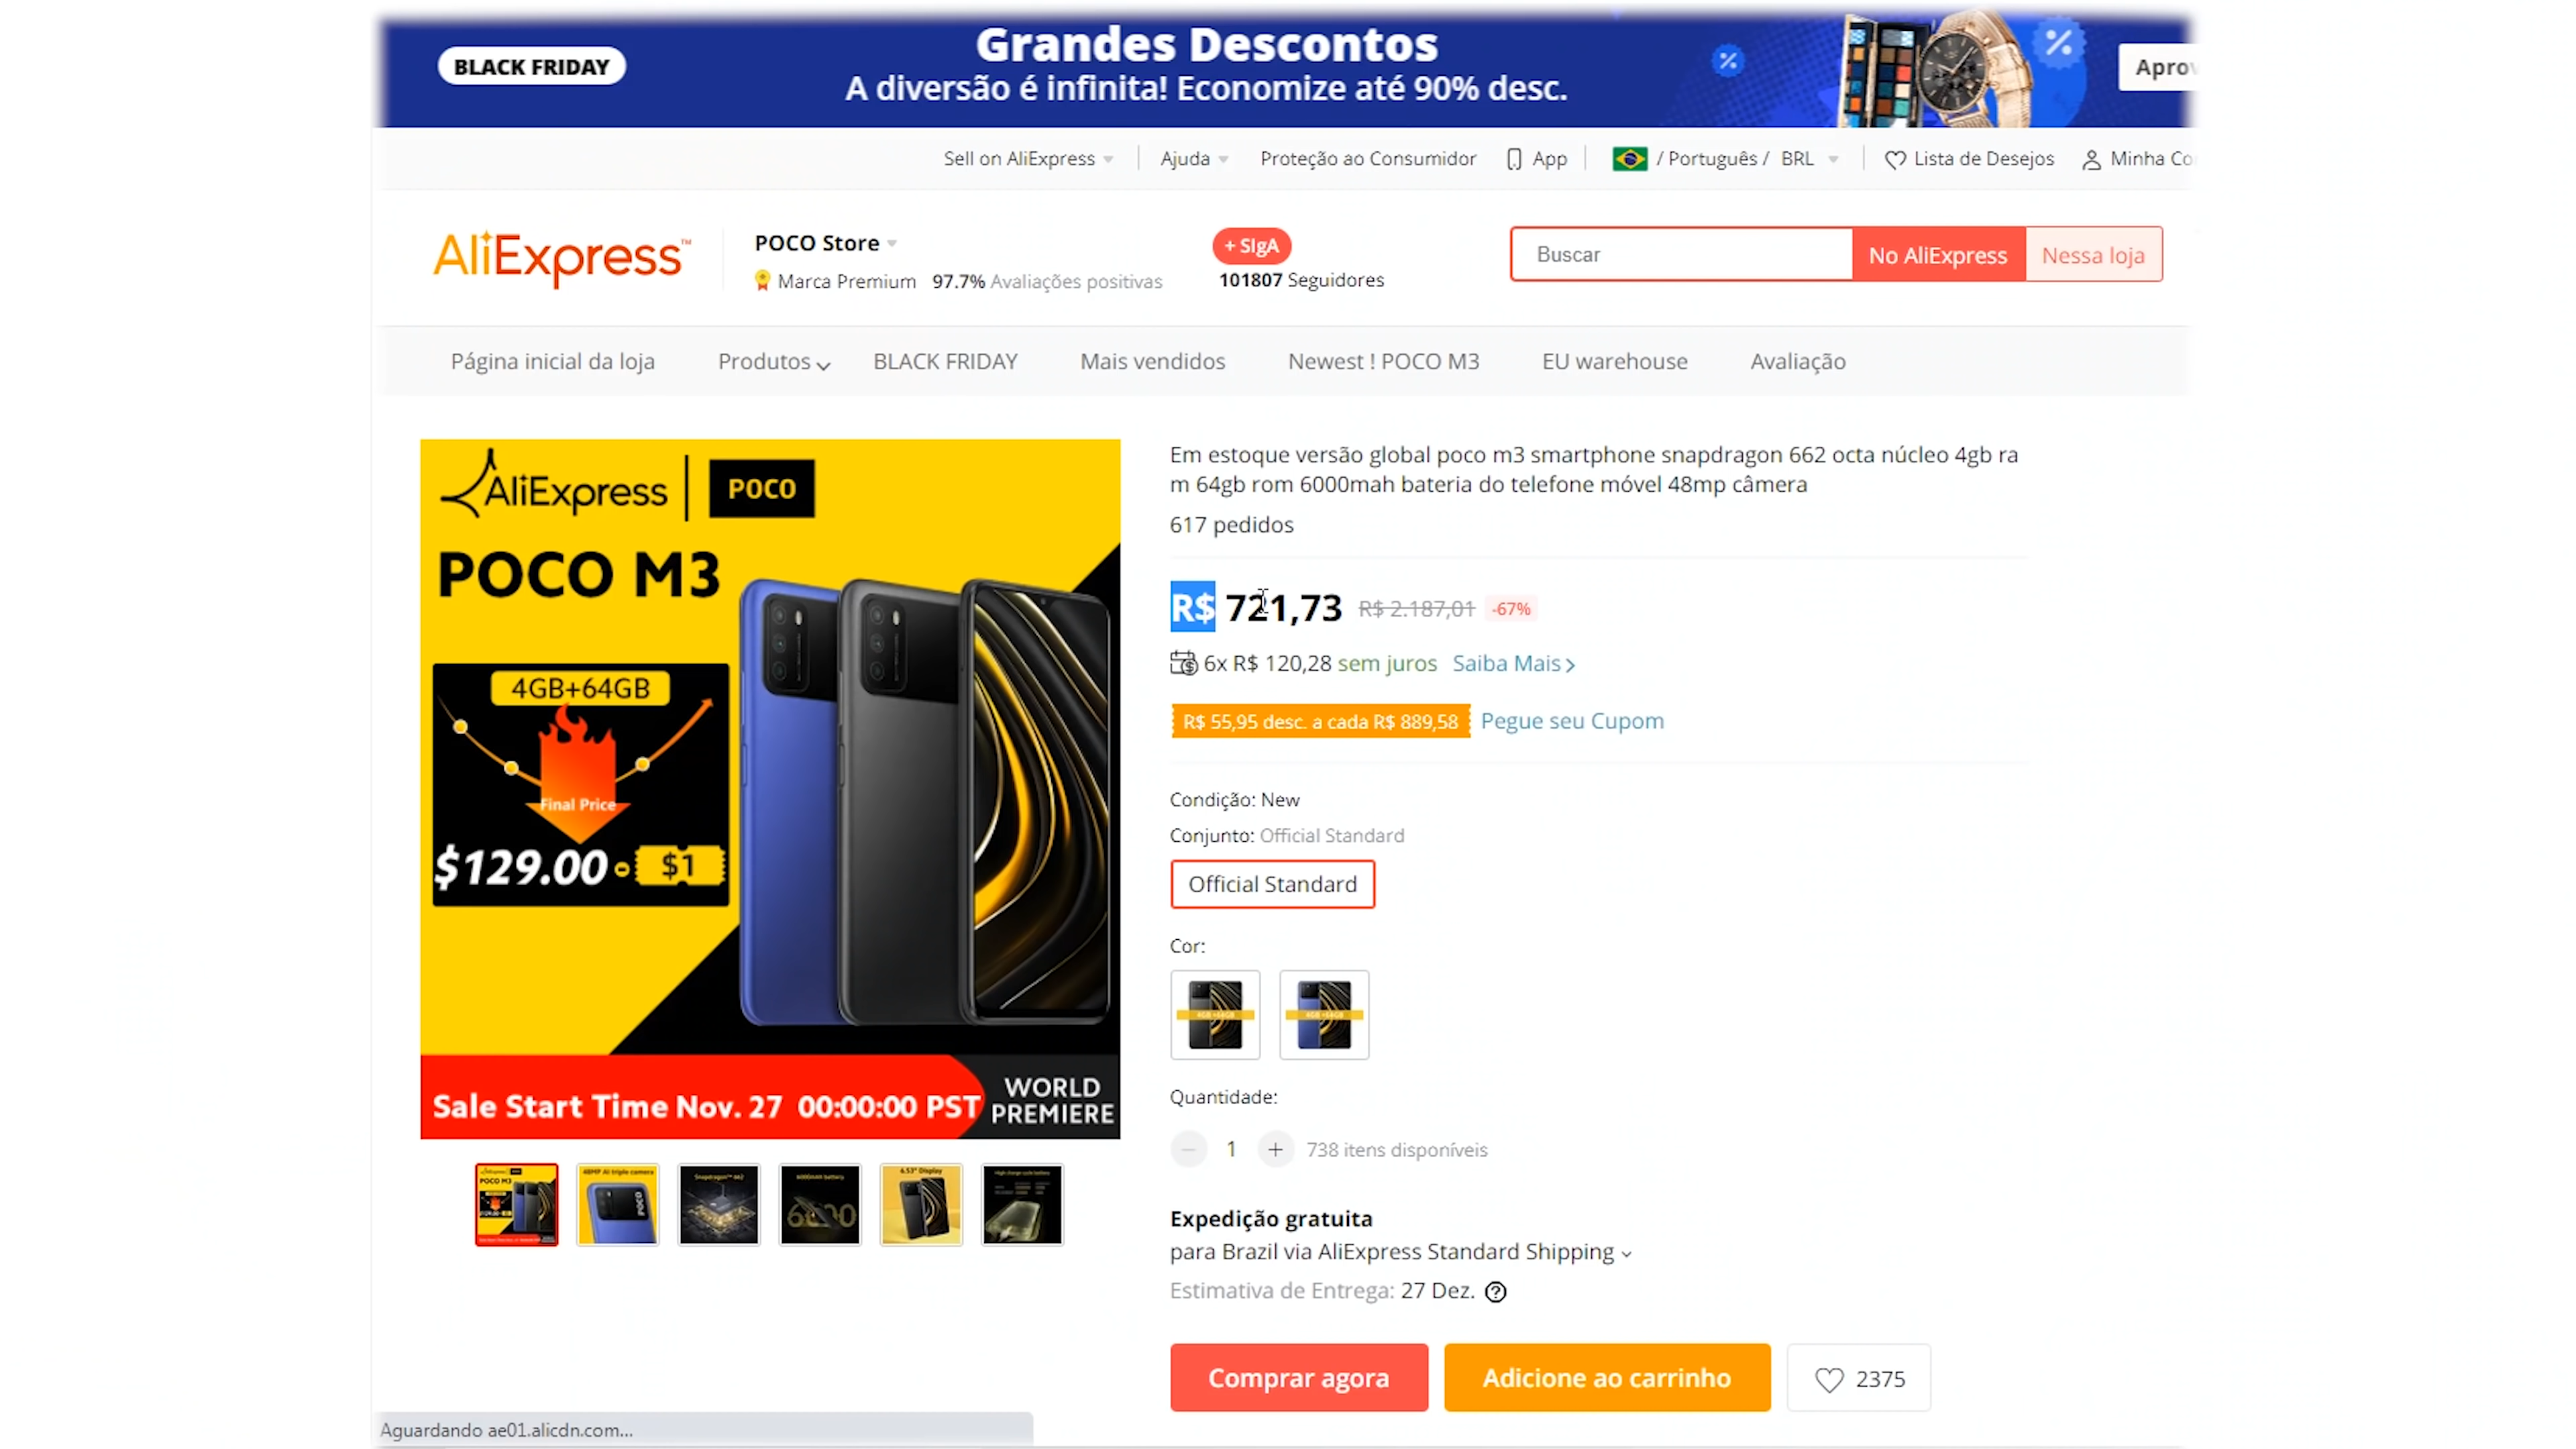 BLACK FRIDAY
Grandes Descontos
A diversão é infinita! Economize até 90% desc.
Sell on AliExpress
Ajuda
Proteção ao Consumidor
App
/ Português / BRL
Lista de Desejos
Minha Co
AliExpress™
POCO Store
Marca Premium 97.7% Avaliações positivas
+ SIgA
101807 Seguidores
Buscar
No AliExpress
Nessa loja
Página inicial da loja
Produtos
BLACK FRIDAY
Mais vendidos
Newest ! POCO M3
EU warehouse
Avaliação
AliExpress
POCO
POCO M3
4GB+64GB
Final Price
$129.00 - $1
Sale Start Time Nov. 27 00:00:00 PST
WORLD
PREMIERE
Em estoque versão global poco m3 smartphone snapdragon 662 octa núcleo 4gb ra
m 64gb rom 6000mah bateria do telefone móvel 48mp câmera
617 pedidos
R$ 721,73 R$ 2.187,01 -67%
6x R$ 120,28 sem juros Saiba Mais
R$ 55,95 desc. a cada R$ 889,58 Pegue seu Cupom
Condição: New
Conjunto: Official Standard
Official Standard
Cor:
4GB+64GB
4GB+64GB
Quantidade:
− 1 + 738 itens disponíveis
Expedição gratuita
para Brazil via AliExpress Standard Shipping
Estimativa de Entrega: 27 Dez.
Comprar agora
Adicione ao carrinho
2375
Aguardando ae01.alicdn.com...